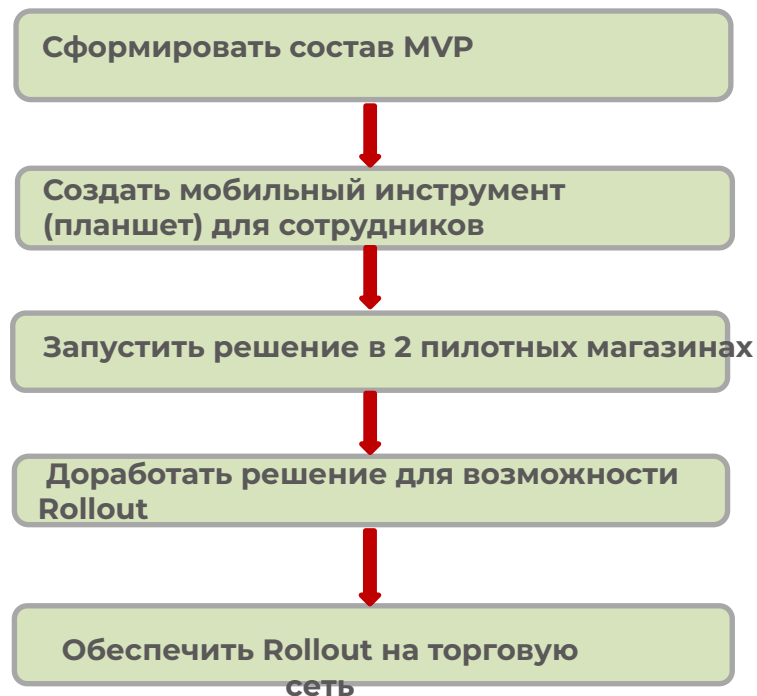 Сформировать состав MVP
Создать мобильный инструмент
(планшет) для сотрудников
Запустить решение в 2 пилотных магазинах
Доработать решение для возможности
Rollout
Обеспечить Rollout на торговую
сеть